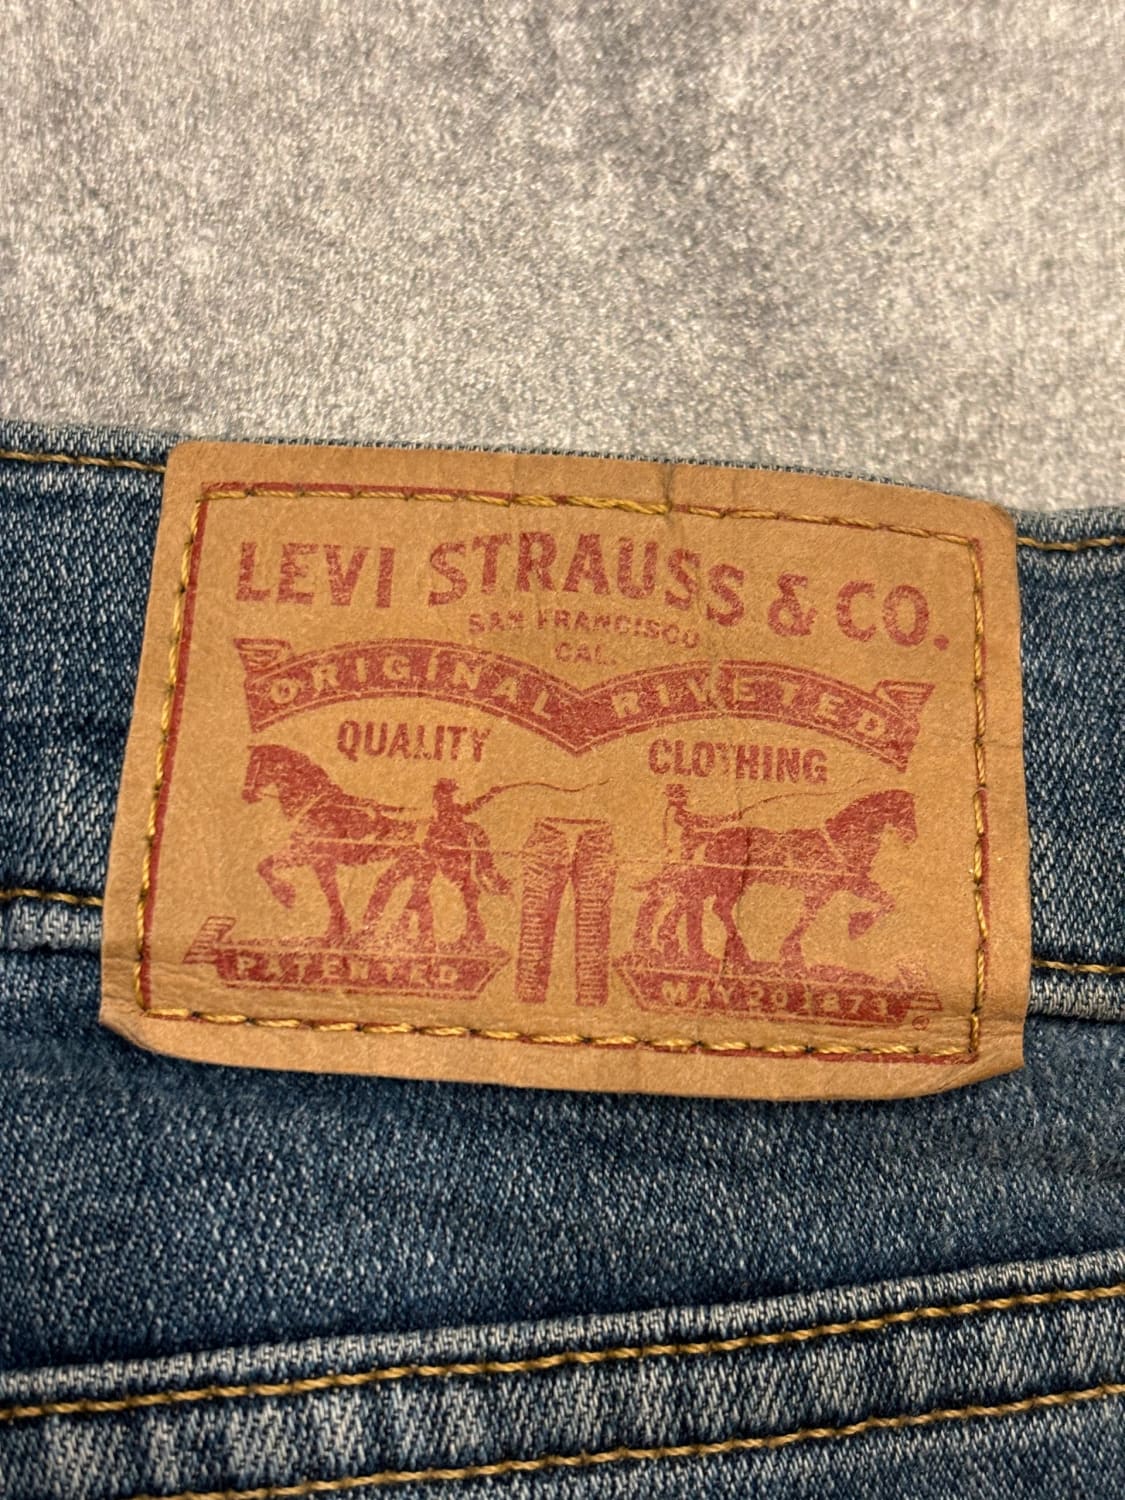 LEVI STRAUSS & CO.
SAN FRANCISCO
CAL.
ORIGINAL RIVETED
QUALITY CLOTHING
PATENTED MAY 20 1873
®